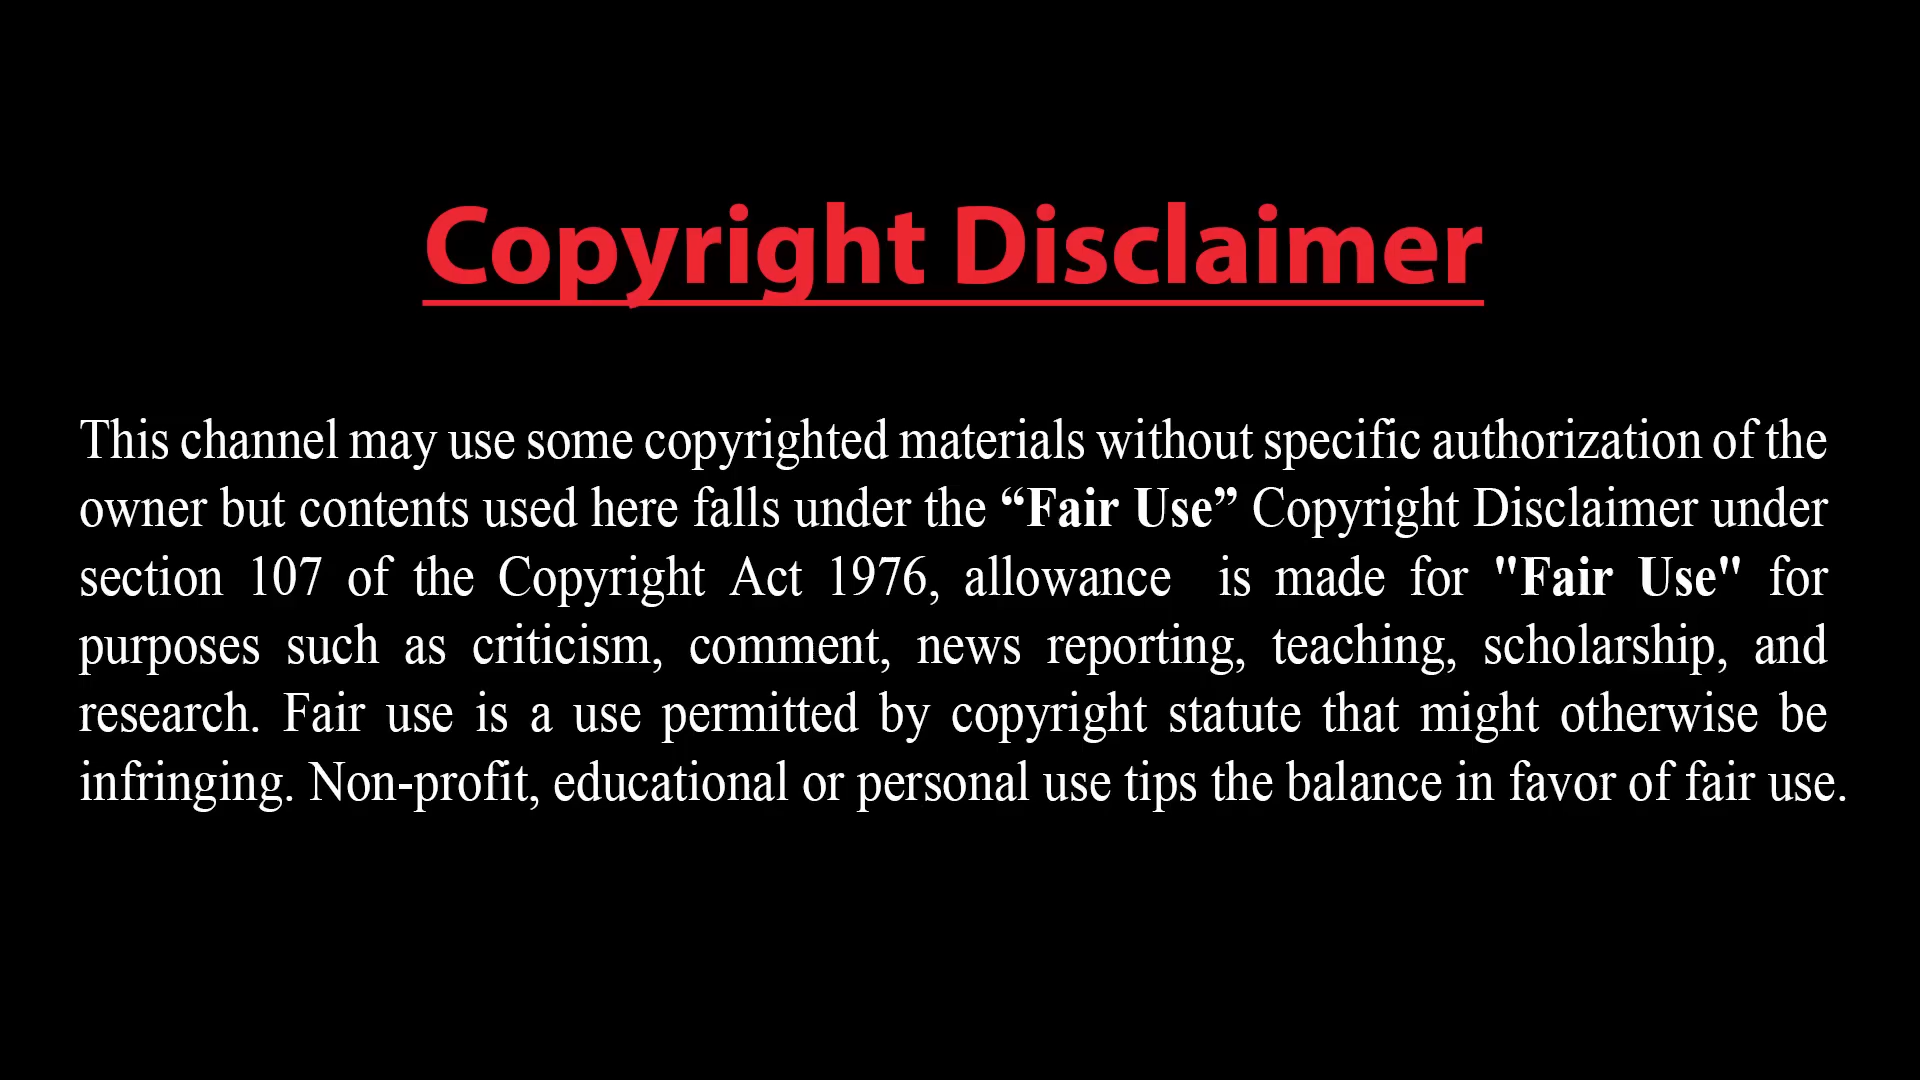 Copyright Disclaimer
This channel may use some copyrighted materials without specific authorization of the
owner but contents used here falls under the “Fair Use” Copyright Disclaimer under
section 107 of the Copyright Act 1976, allowance  is made for "Fair Use" for
purposes such as criticism, comment, news reporting, teaching, scholarship, and
research. Fair use is a use permitted by copyright statute that might otherwise be
infringing. Non-profit, educational or personal use tips the balance in favor of fair use.